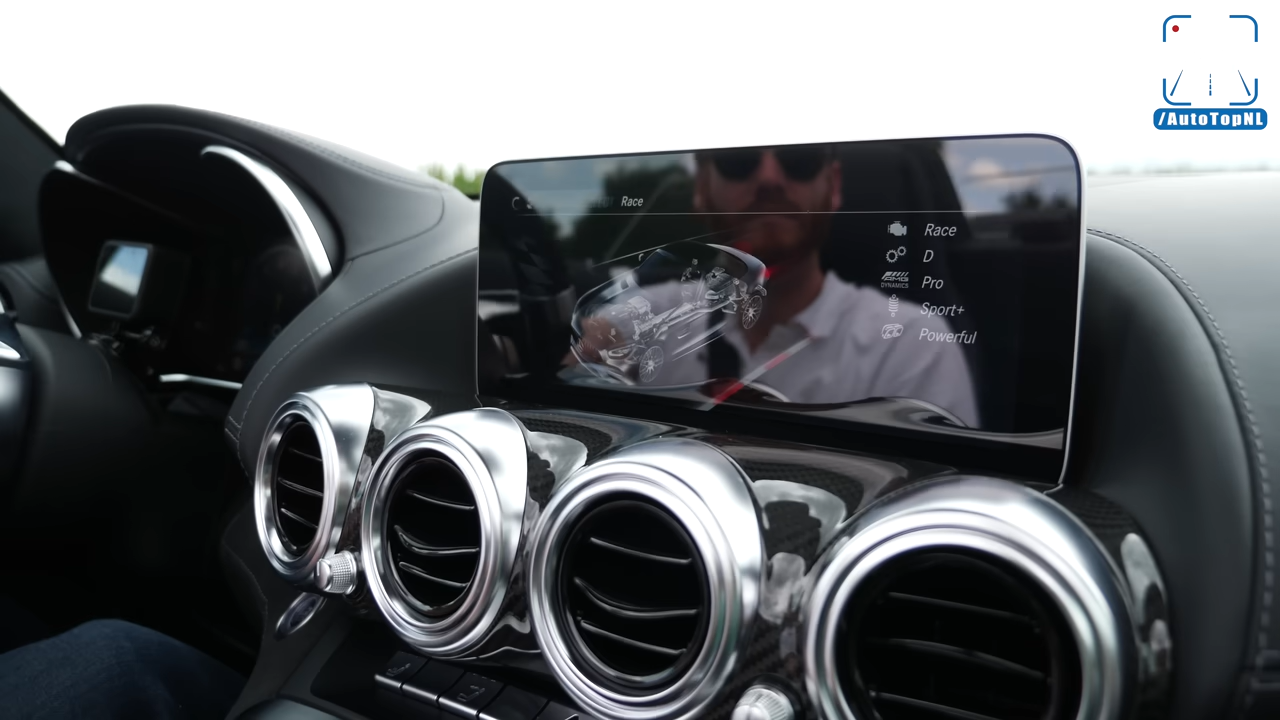 /AutoTopNL
Race
Race
D
AMG
DYNAMICS
Pro
Sport+
Powerful